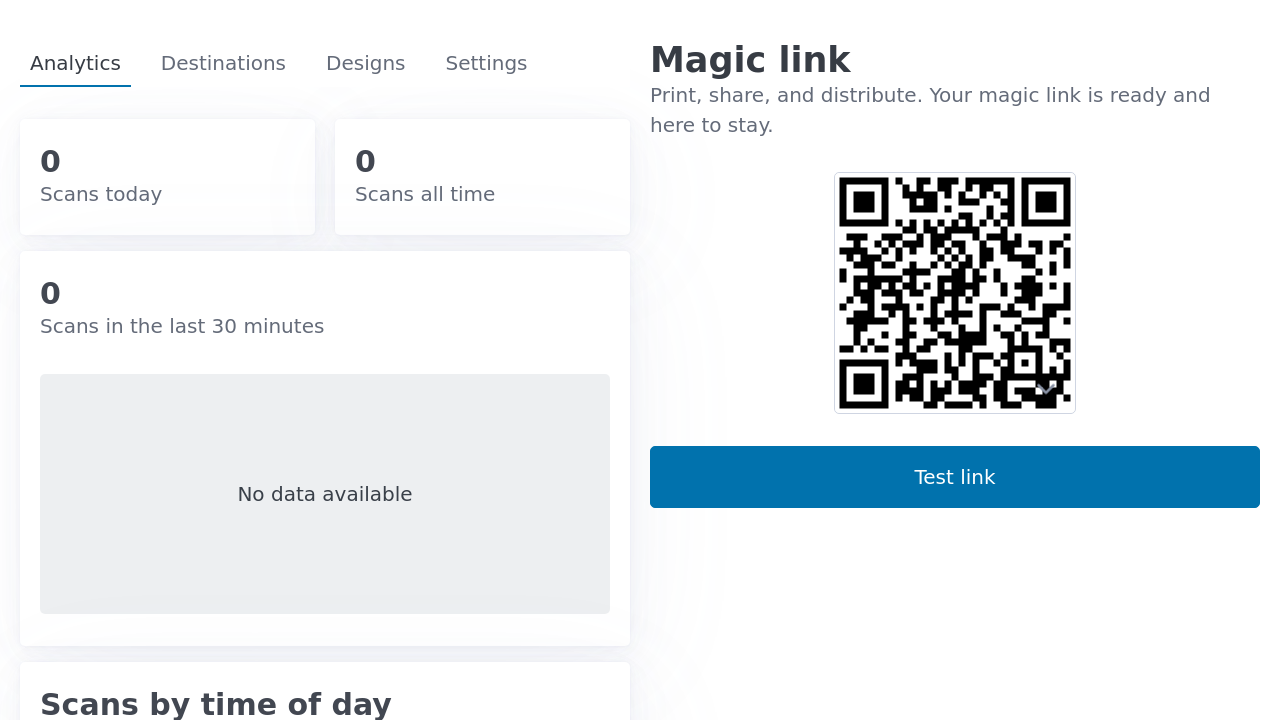 Analytics
Destinations
Designs
Settings
0
Scans today
0
Scans all time
0
Scans in the last 30 minutes
No data available
Scans by time of day
Magic link
Print, share, and distribute. Your magic link is ready and
here to stay.
Test link